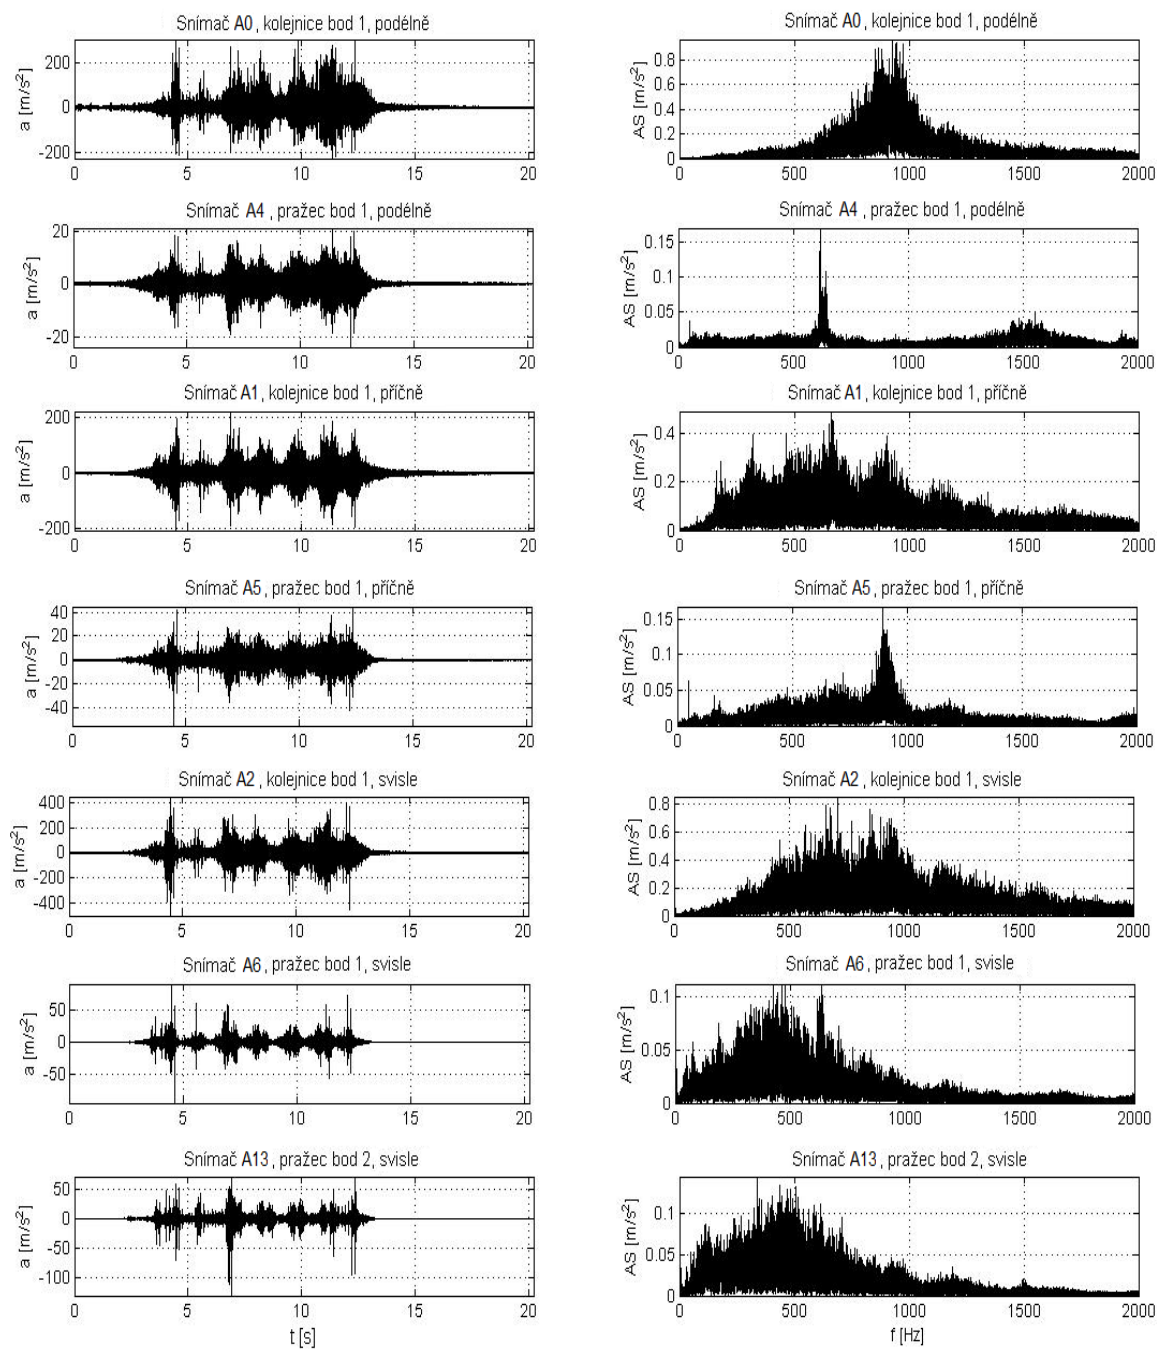 Snímač A0, kolejnice bod 1, podélně
a [m/s²]
200
0
-200
0 5 10 15 20
Snímač A0, kolejnice bod 1, podélně
AS [m/s²]
0.8
0.6
0.4
0.2
0
0 500 1000 1500 2000
Snímač A4 , pražec bod 1, podélně
a [m/s²]
20
0
-20
0 5 10 15 20
Snímač A4 , pražec bod 1, podélně
AS [m/s²]
0.15
0.1
0.05
0
0 500 1000 1500 2000
Snímač A1, kolejnice bod 1, příčně
a [m/s²]
200
0
-200
0 5 10 15 20
Snímač A1, kolejnice bod 1, příčně
AS [m/s²]
0.4
0.2
0
0 500 1000 1500 2000
Snímač A5, pražec bod 1, příčně
a [m/s²]
40
20
0
-20
-40
0 5 10 15 20
Snímač A5, pražec bod 1, příčně
AS [m/s²]
0.15
0.1
0.05
0
0 500 1000 1500 2000
Snímač A2, kolejnice bod 1, svisle
a [m/s²]
400
200
0
-200
-400
0 5 10 15 20
Snímač A2, kolejnice bod 1, svisle
AS [m/s²]
0.8
0.6
0.4
0.2
0
0 500 1000 1500 2000
Snímač A6, pražec bod 1, svisle
a [m/s²]
50
0
-50
0 5 10 15 20
Snímač A6, pražec bod 1, svisle
AS [m/s²]
0.1
0.05
0
0 500 1000 1500 2000
Snímač A13, pražec bod 2, svisle
a [m/s²]
50
0
-50
-100
0 5 10 15 20
t [s]
Snímač A13, pražec bod 2, svisle
AS [m/s²]
0.1
0.05
0
0 500 1000 1500 2000
f [Hz]